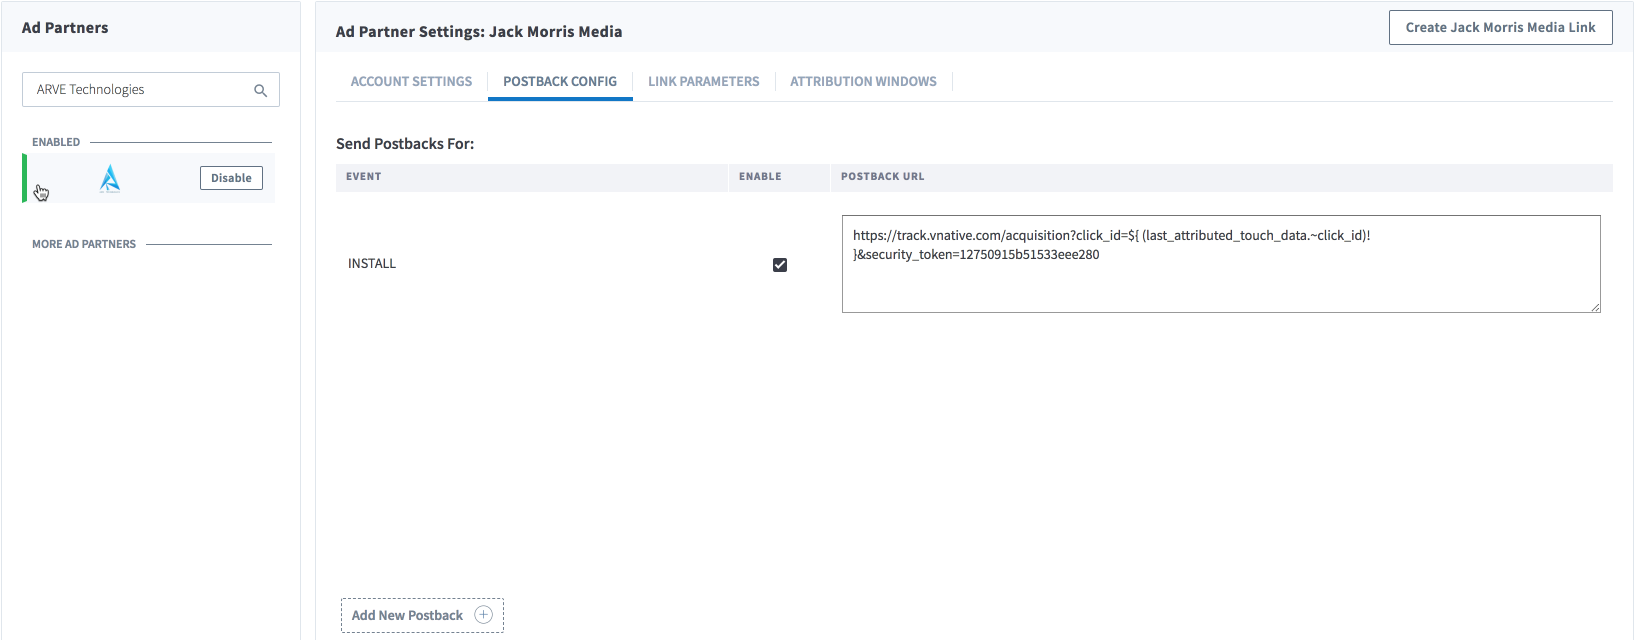 Ad Partners
ARVE Technologies
ENABLED
Disable
MORE AD PARTNERS
Ad Partner Settings: Jack Morris Media
Create Jack Morris Media Link
ACCOUNT SETTINGS
POSTBACK CONFIG
LINK PARAMETERS
ATTRIBUTION WINDOWS
Send Postbacks For:
EVENT
ENABLE
POSTBACK URL
INSTALL
https://track.vnative.com/acquisition?click_id=${ (last_attributed_touch_data.~click_id)!
}&security_token=12750915b51533eee280
Add New Postback